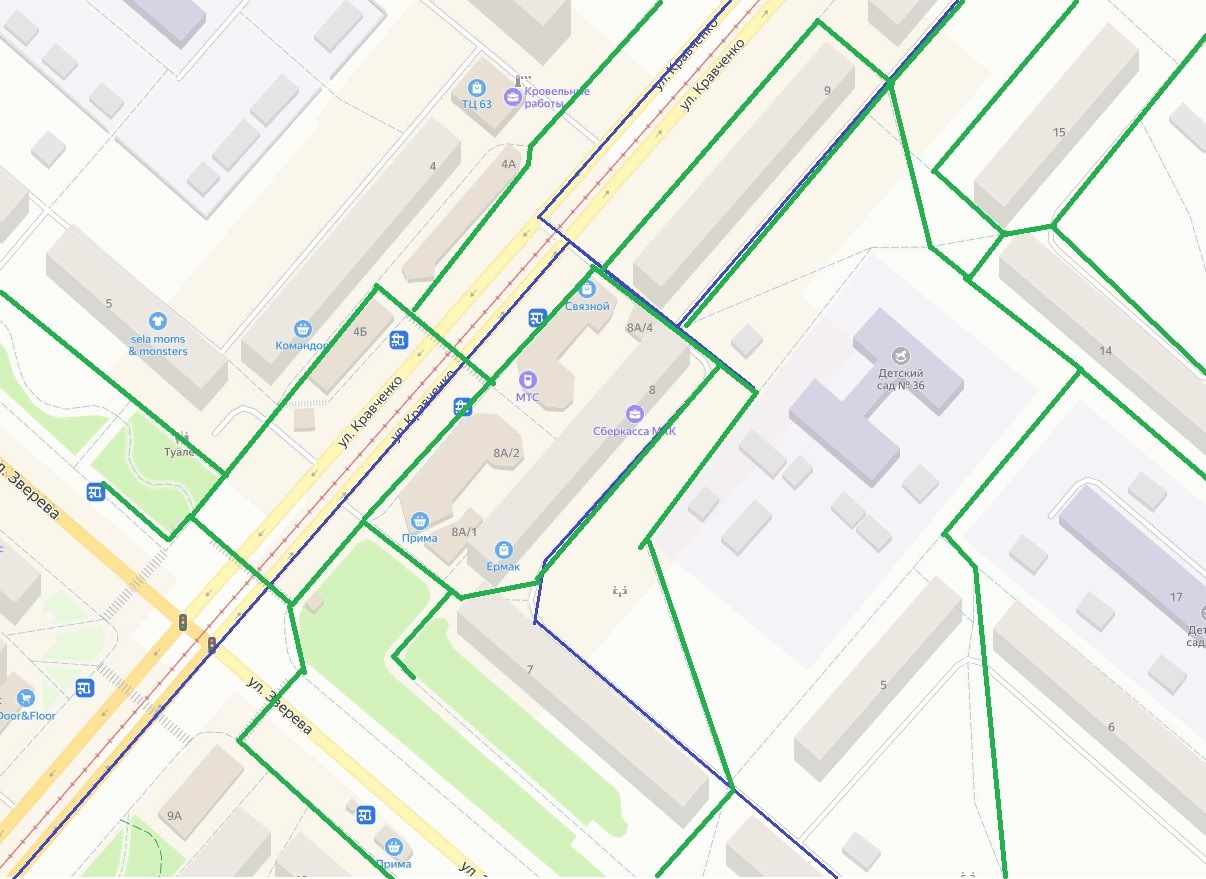 ул. Кравченко
ул. Кравченко
ТЦ 63
Кровельные
работы
9
15
4
4А
5
sela moms
& monsters
Командор
4Б
Связной
8А/4
14
Детский
сад № 36
МТС
8
Сберкасса МКК
ул. Кравченко
ул. Кравченко
Туале
8А/2
л. Зверева
8А/1
Прима
Ермак
17
Дет
сад
7
5
6
ул. Зверева
Door&Floor
9А
Прима
ул.